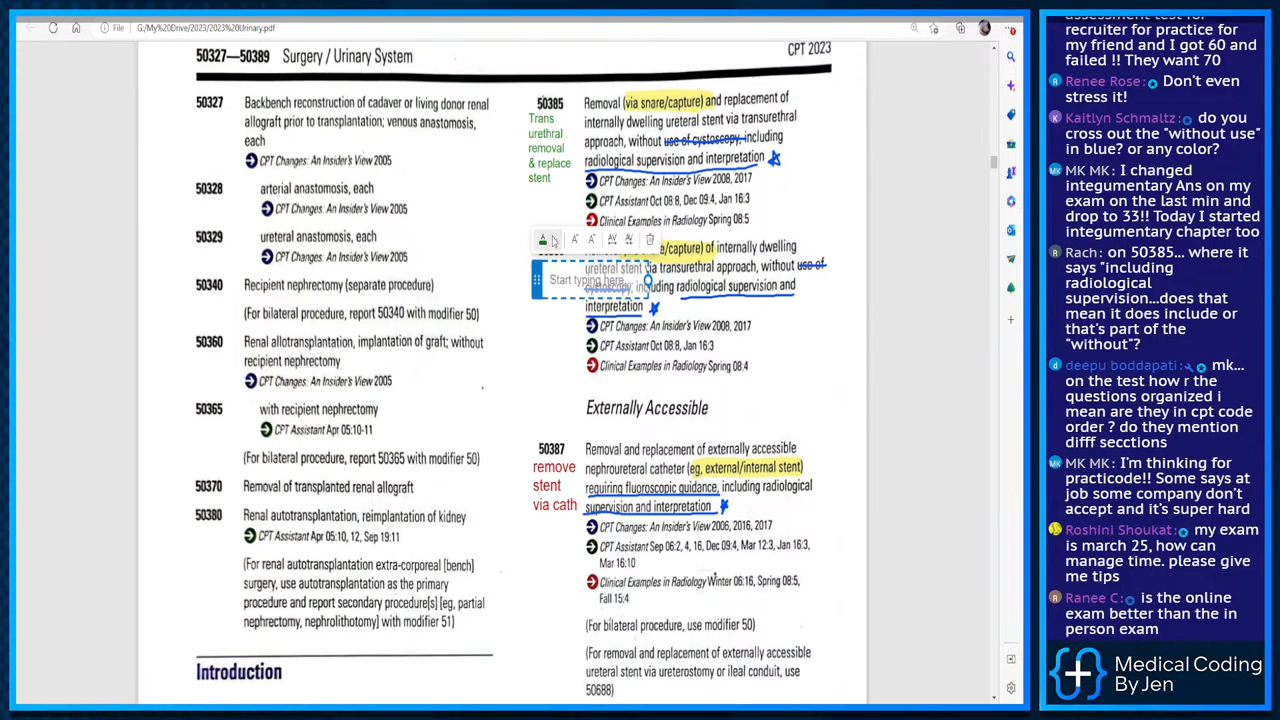 File
G:/My%20Drive/2023/2023%20Urinary.pdf
50327—50389 Surgery / Urinary System
CPT 2023
50327 Backbench reconstruction of cadaver or living donor renal
allograft prior to transplantation; venous anastomosis,
each
CPT Changes: An Insider's View 2005
50328 arterial anastomosis, each
CPT Changes: An Insider's View 2005
50329 ureteral anastomosis, each
CPT Changes: An Insider's View 2005
50340 Recipient nephrectomy (separate procedure)
(For bilateral procedure, report 50340 with modifier 50)
50360 Renal allotransplantation, implantation of graft; without
recipient nephrectomy
CPT Changes: An Insider's View 2005
50365 with recipient nephrectomy
CPT Assistant Apr 05:10-11
(For bilateral procedure, report 50365 with modifier 50)
50370 Removal of transplanted renal allograft
50380 Renal autotransplantation, reimplantation of kidney
CPT Assistant Apr 05:10, 12, Sep 19:11
(For renal autotransplantation extra-corporeal [bench]
surgery, use autotransplantation as the primary
procedure and report secondary procedure[s] [eg, partial
nephrectomy, nephrolithotomy] with modifier 51)
Introduction
50385 Removal (via snare/capture) and replacement of
internally dwelling ureteral stent via transurethral
approach, without use of cystoscopy, including
radiological supervision and interpretation
Trans
urethral
removal
& replace
stent
CPT Changes: An Insider's View 2008, 2017
CPT Assistant Oct 08:8, Dec 09:4, Jan 16:3
Clinical Examples in Radiology Spring 08:5
e/capture) of internally dwelling
ureteral stent via transurethral approach, without use of
cystoscopy, including radiological supervision and
interpretation
Start typing here
CPT Changes: An Insider's View 2008, 2017
CPT Assistant Oct 08:8, Jan 16:3
Clinical Examples in Radiology Spring 08:4
Externally Accessible
50387 Removal and replacement of externally accessible
nephroureteral catheter (eg, external/internal stent)
requiring fluoroscopic guidance, including radiological
supervision and interpretation
remove
stent
via cath
CPT Changes: An Insider's View 2006, 2016, 2017
CPT Assistant Sep 06:2, 4, 16, Dec 09:4, Mar 12:3, Jan 16:3,
Mar 16:10
Clinical Examples in Radiology Winter 06:16, Spring 08:5,
Fall 15:4
(For bilateral procedure, use modifier 50)
(For removal and replacement of externally accessible
ureteral stent via ureterostomy or ileal conduit, use
50688)
assessment test for
recruiter for practice for
my friend and I got 60 and
failed !! They want 70
Renee Rose: Don't even
stress it!
Kaitlyn Schmaltz: do you
cross out the "without use"
in blue? or any color?
MK MK: I changed
integumentary Ans on my
exam on the last min and
drop to 33!! Today I started
integumentary chapter too
Rach: on 50385... where it
says "including
radiological
supervision...does that
mean it does include or
that's part of the
"without"?
deepu boddapati: mk...
on the test how r the
questions organized i
mean are they in cpt code
order ? do they mention
difff secctions
MK MK: I'm thinking for
practicode!! Some says at
job some company don't
accept and it's super hard
Roshini Shoukat: my exam
is march 25, how can
manage time. please give
me tips
Ranee C: is the online
exam better than the in
person exam
Medical Coding
By Jen